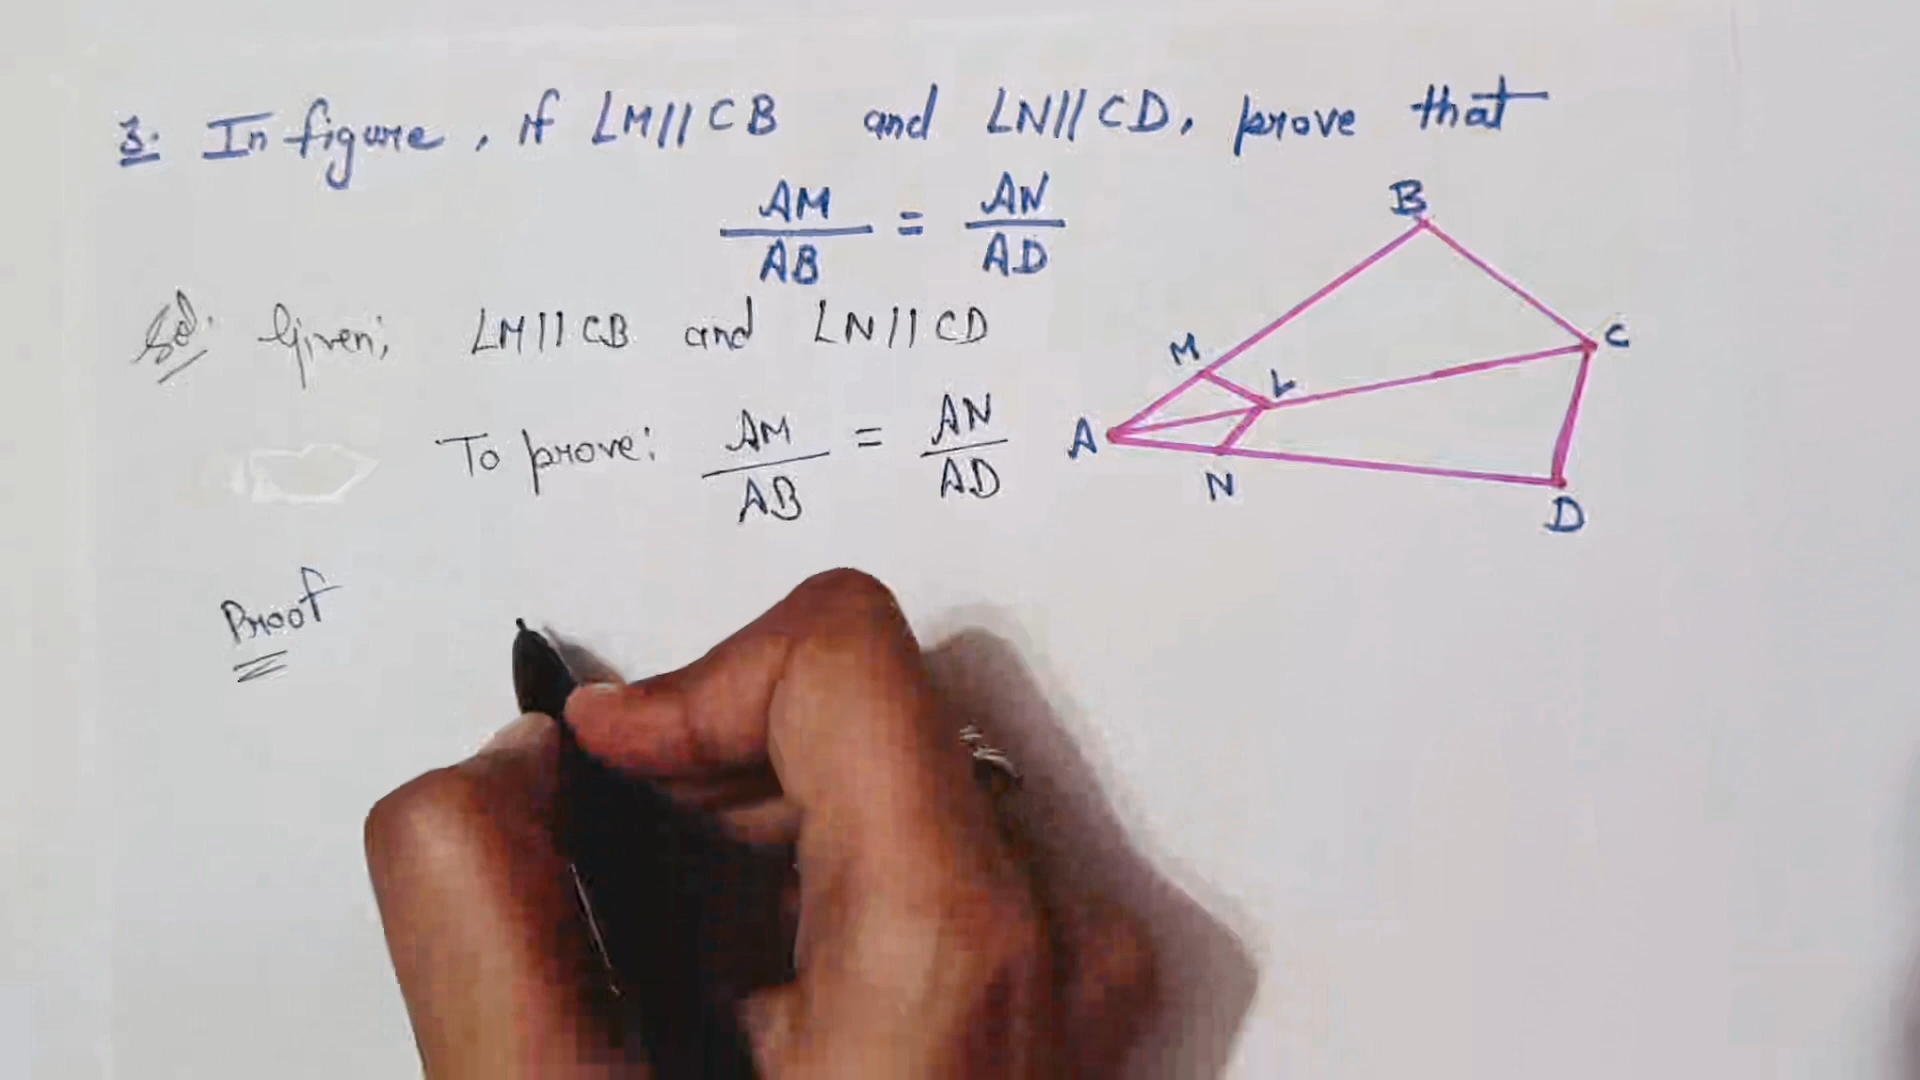 3. In figure, if LM//CB and LN//CD, prove that
AM/AB = AN/AD
Sol. Given; LM||CB and LN//CD
To prove: AM/AB = AN/AD
Proof
B
M
L
C
A
N
D